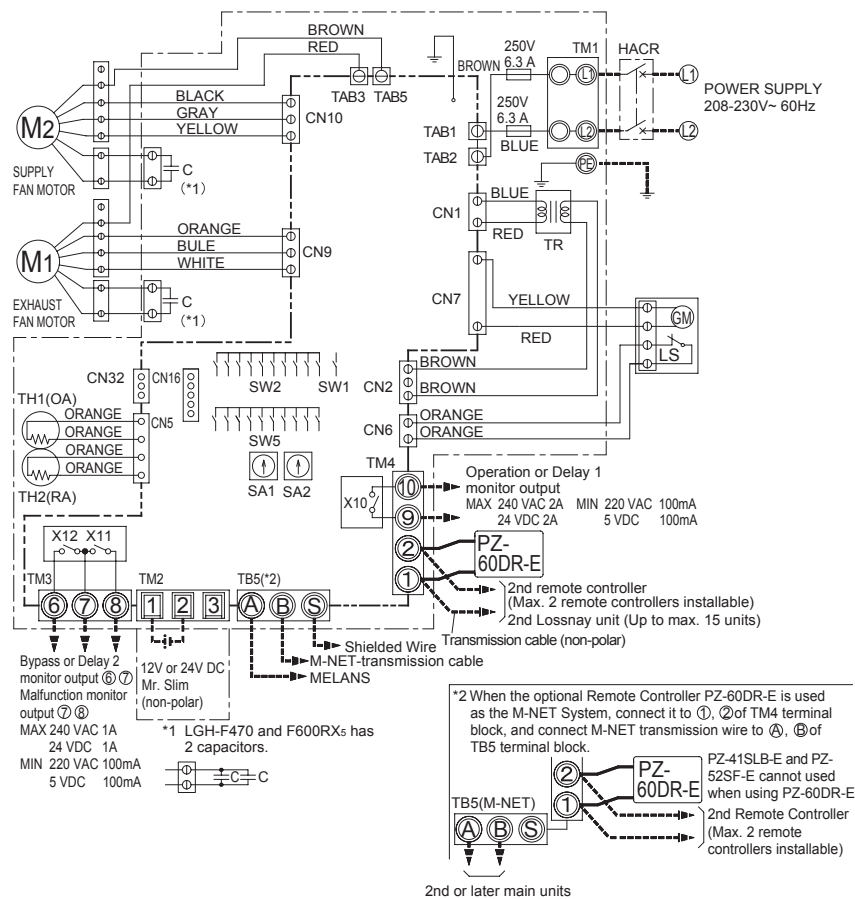 BROWN
RED
TAB3 TAB5
BLACK
GRAY
YELLOW
CN10
M2
SUPPLY
FAN MOTOR
C
(*1)
ORANGE
BULE
WHITE
CN9
M1
EXHAUST
FAN MOTOR
C
(*1)
BROWN
250V
6.3 A
250V
6.3 A
BLUE
TAB1
TAB2
TM1
L1
L2
PE
HACR
L1
L2
POWER SUPPLY
208-230V~ 60Hz
CN1
BLUE
RED
TR
CN7
YELLOW
RED
GM
LS
CN2
BROWN
BROWN
CN6
ORANGE
ORANGE
CN32
CN16
SW2
SW1
SW5
SA1
SA2
TH1(OA)
ORANGE
ORANGE
ORANGE
ORANGE
CN5
TH2(RA)
TM4
X10
10
9
2
1
Operation or Delay 1
monitor output
MAX 240 VAC 2A MIN 220 VAC 100mA
24 VDC 2A 5 VDC 100mA
PZ-
60DR-E
2nd remote controller
(Max. 2 remote controllers installable)
2nd Lossnay unit (Up to max. 15 units)
Transmission cable (non-polar)
X12 X11
TM3
6 7 8
TM2
1 2 3
TB5(*2)
A B S
Shielded Wire
M-NET-transmission cable
MELANS
Bypass or Delay 2
monitor output ⑥⑦
Malfunction monitor
output ⑦⑧
MAX 240 VAC 1A
24 VDC 1A
MIN 220 VAC 100mA
5 VDC 100mA
12V or 24V DC
Mr. Slim
(non-polar)
*1 LGH-F470 and F600RX5 has
2 capacitors.
C C
*2 When the optional Remote Controller PZ-60DR-E is used
as the M-NET System, connect it to ①, ②of TM4 terminal
block, and connect M-NET transmission wire to Ⓐ, Ⓑof
TB5 terminal block.
2
1
PZ-
60DR-E
PZ-41SLB-E and PZ-
52SF-E cannot used
when using PZ-60DR-E
2nd Remote Controller
(Max. 2 remote
controllers installable)
TB5(M-NET)
A B S
2nd or later main units